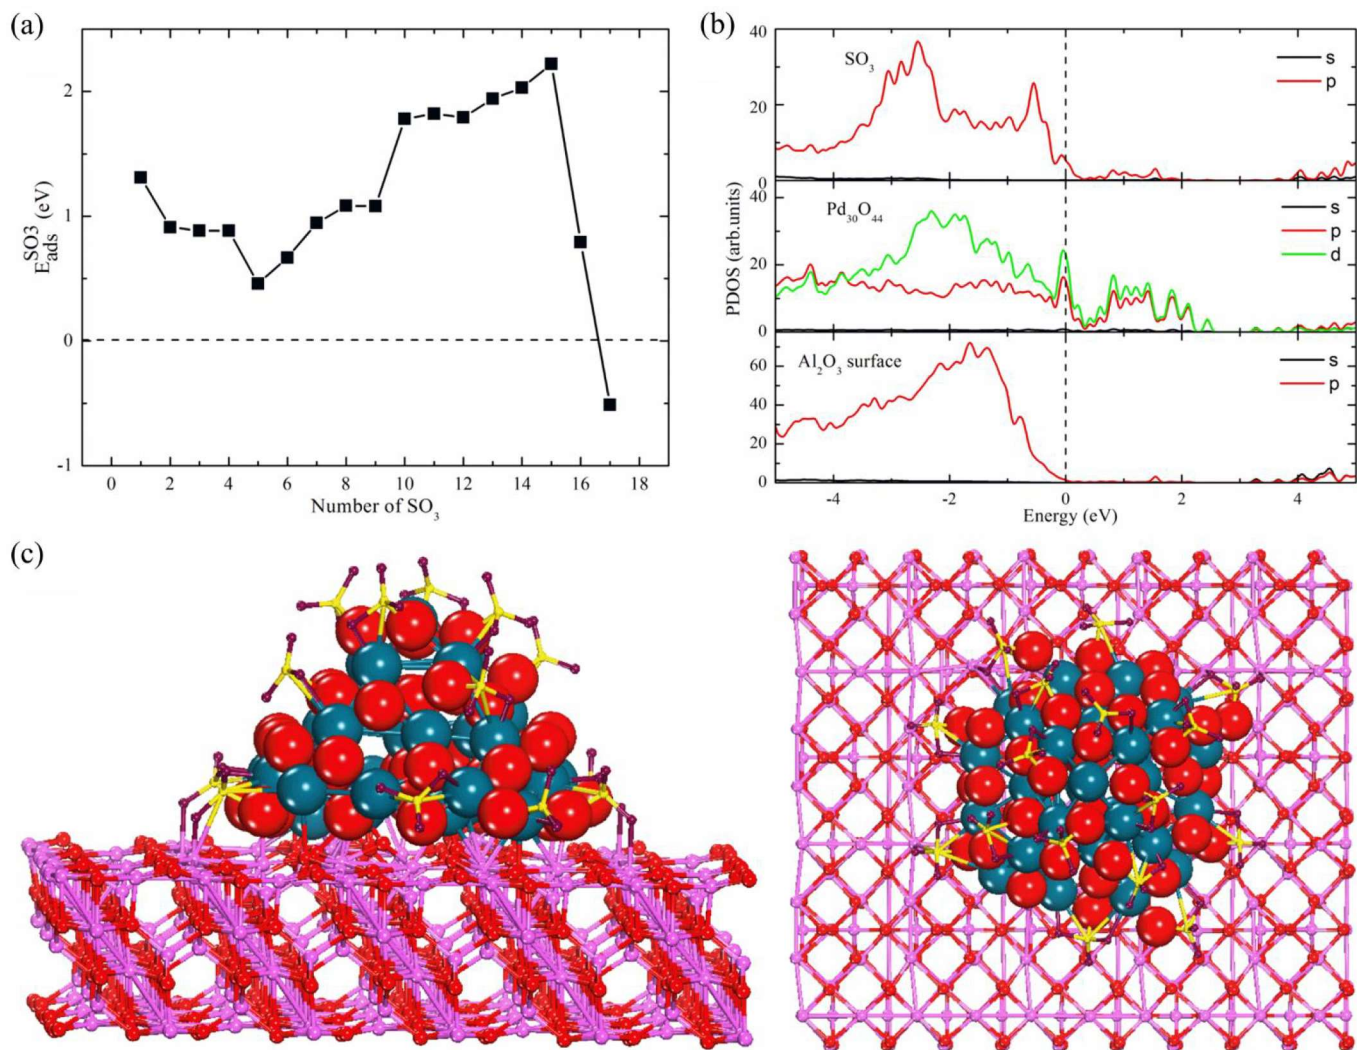 (a)
E_ads^SO3 (eV)
2
1
0
-1
0 2 4 6 8 10 12 14 16 18
Number of SO₃
(b)
PDOS (arb.units)
40
20
0
SO₃
s
p
40
20
0
Pd₃₀O₄₄
s
p
d
60
40
20
0
Al₂O₃ surface
s
p
-4 -2 0 2 4
Energy (eV)
(c)